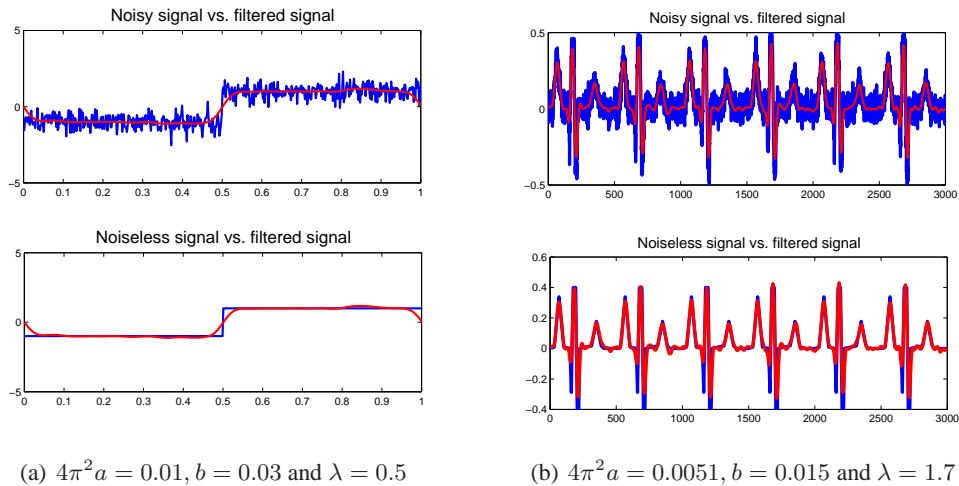 Noisy signal vs. filtered signal
5
0
−5
0 0.1 0.2 0.3 0.4 0.5 0.6 0.7 0.8 0.9 1
Noiseless signal vs. filtered signal
5
0
−5
0 0.1 0.2 0.3 0.4 0.5 0.6 0.7 0.8 0.9 1
(a) 4π²a = 0.01, b = 0.03 and λ = 0.5
Noisy signal vs. filtered signal
0.5
0
−0.5
0 500 1000 1500 2000 2500 3000
Noiseless signal vs. filtered signal
0.6
0.4
0.2
0
−0.2
−0.4
0 500 1000 1500 2000 2500 3000
(b) 4π²a = 0.0051, b = 0.015 and λ = 1.7